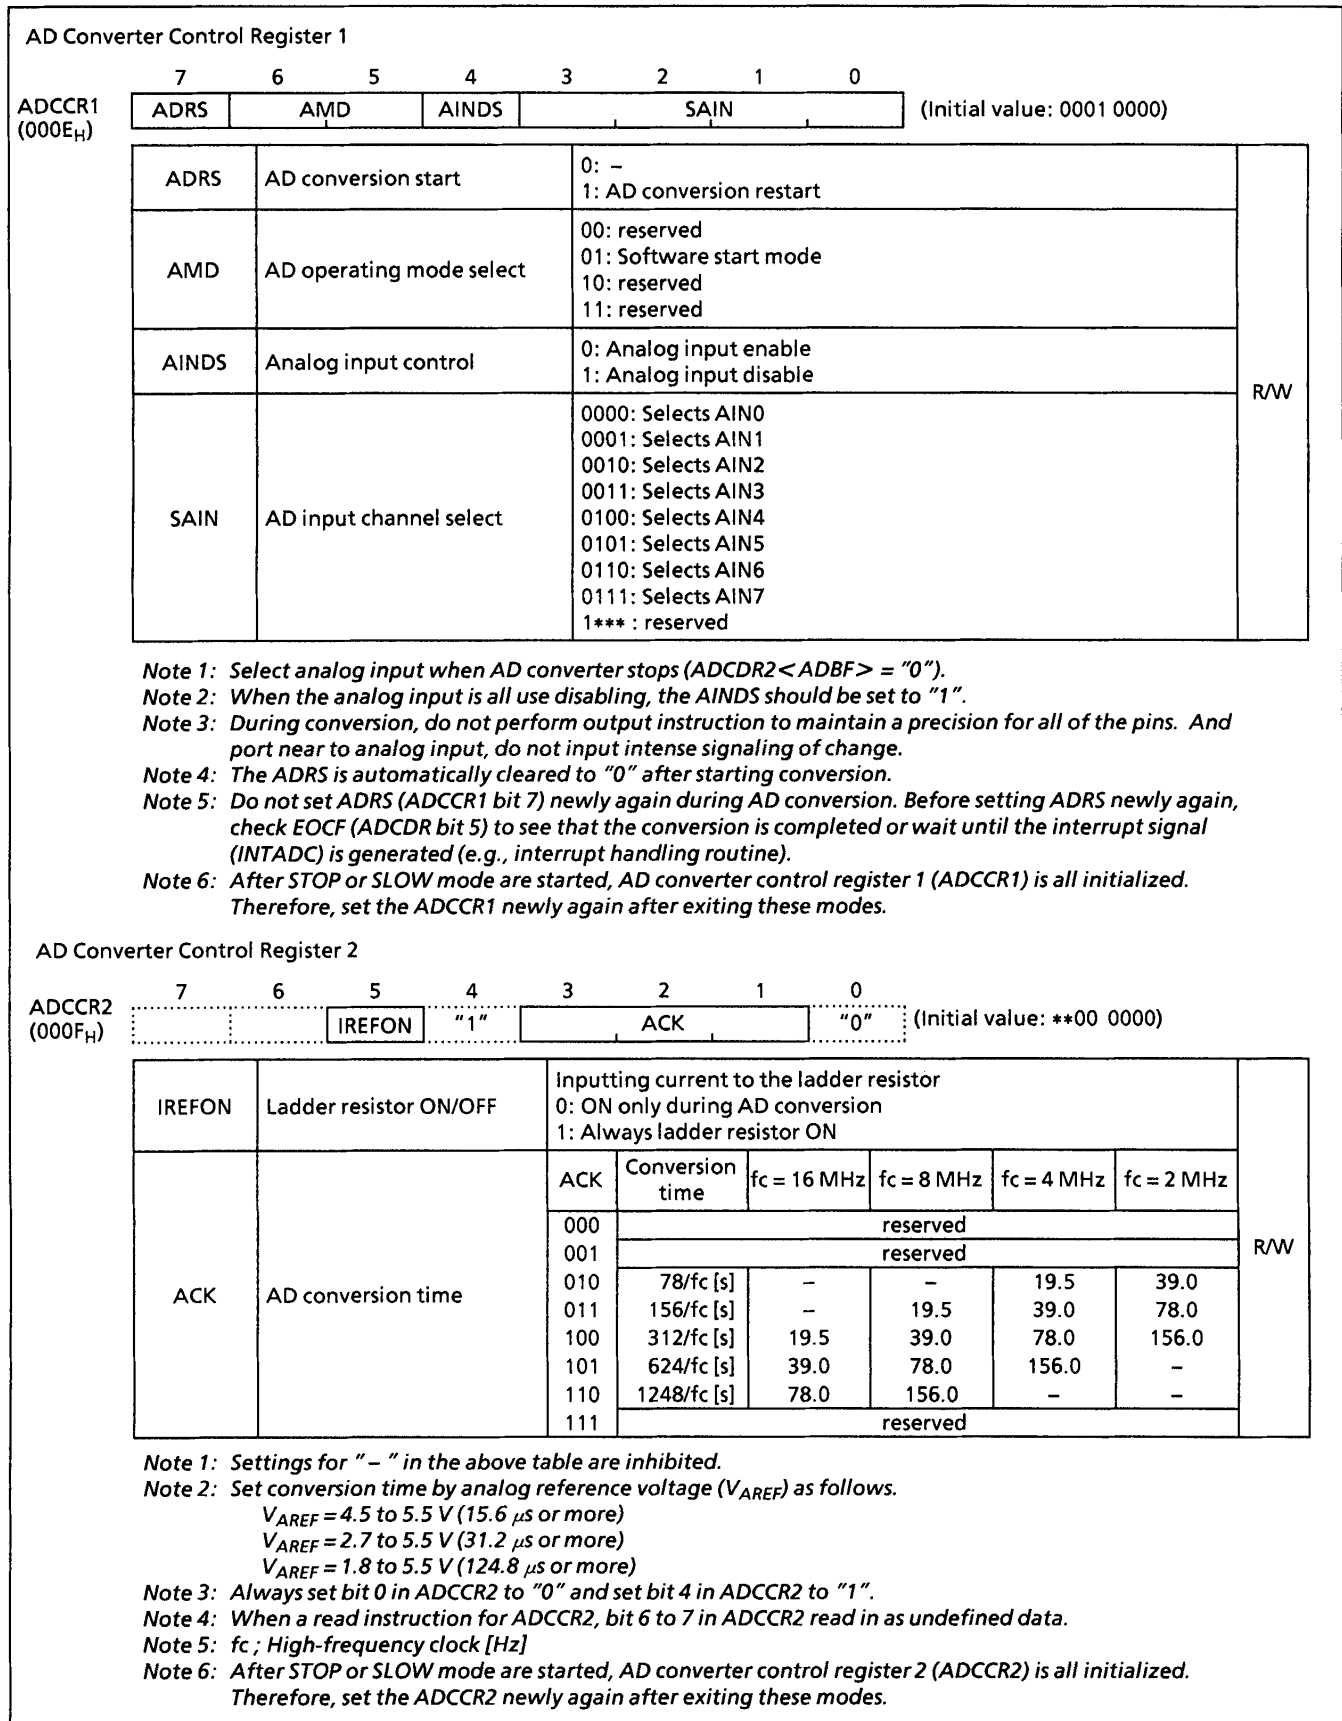 AD Converter Control Register 1
7 6 5 4 3 2 1 0
ADCCR1 ADRS AMD AINDS SAIN (Initial value: 0001 0000)
(000EH)
ADRS AD conversion start 0: –
1: AD conversion restart
AMD AD operating mode select 00: reserved
01: Software start mode
10: reserved
11: reserved
AINDS Analog input control 0: Analog input enable
1: Analog input disable
R/W
SAIN AD input channel select 0000: Selects AIN0
0001: Selects AIN1
0010: Selects AIN2
0011: Selects AIN3
0100: Selects AIN4
0101: Selects AIN5
0110: Selects AIN6
0111: Selects AIN7
1*** : reserved
Note 1: Select analog input when AD converter stops (ADCDR2<ADBF> = "0").
Note 2: When the analog input is all use disabling, the AINDS should be set to "1".
Note 3: During conversion, do not perform output instruction to maintain a precision for all of the pins. And
port near to analog input, do not input intense signaling of change.
Note 4: The ADRS is automatically cleared to "0" after starting conversion.
Note 5: Do not set ADRS (ADCCR1 bit 7) newly again during AD conversion. Before setting ADRS newly again,
check EOCF (ADCDR bit 5) to see that the conversion is completed or wait until the interrupt signal
(INTADC) is generated (e.g., interrupt handling routine).
Note 6: After STOP or SLOW mode are started, AD converter control register 1 (ADCCR1) is all initialized.
Therefore, set the ADCCR1 newly again after exiting these modes.
AD Converter Control Register 2
7 6 5 4 3 2 1 0
ADCCR2 IREFON "1" ACK "0" (Initial value: **00 0000)
(000FH)
IREFON Ladder resistor ON/OFF Inputting current to the ladder resistor
0: ON only during AD conversion
1: Always ladder resistor ON
R/W
ACK AD conversion time
ACK Conversion time fc = 16 MHz fc = 8 MHz fc = 4 MHz fc = 2 MHz
000 reserved
001 reserved
010 78/fc [s] – – 19.5 39.0
011 156/fc [s] – 19.5 39.0 78.0
100 312/fc [s] 19.5 39.0 78.0 156.0
101 624/fc [s] 39.0 78.0 156.0 –
110 1248/fc [s] 78.0 156.0 – –
111 reserved
Note 1: Settings for "– " in the above table are inhibited.
Note 2: Set conversion time by analog reference voltage (VAREF) as follows.
VAREF = 4.5 to 5.5 V (15.6 μs or more)
VAREF = 2.7 to 5.5 V (31.2 μs or more)
VAREF = 1.8 to 5.5 V (124.8 μs or more)
Note 3: Always set bit 0 in ADCCR2 to "0" and set bit 4 in ADCCR2 to "1".
Note 4: When a read instruction for ADCCR2, bit 6 to 7 in ADCCR2 read in as undefined data.
Note 5: fc ; High-frequency clock [Hz]
Note 6: After STOP or SLOW mode are started, AD converter control register 2 (ADCCR2) is all initialized.
Therefore, set the ADCCR2 newly again after exiting these modes.